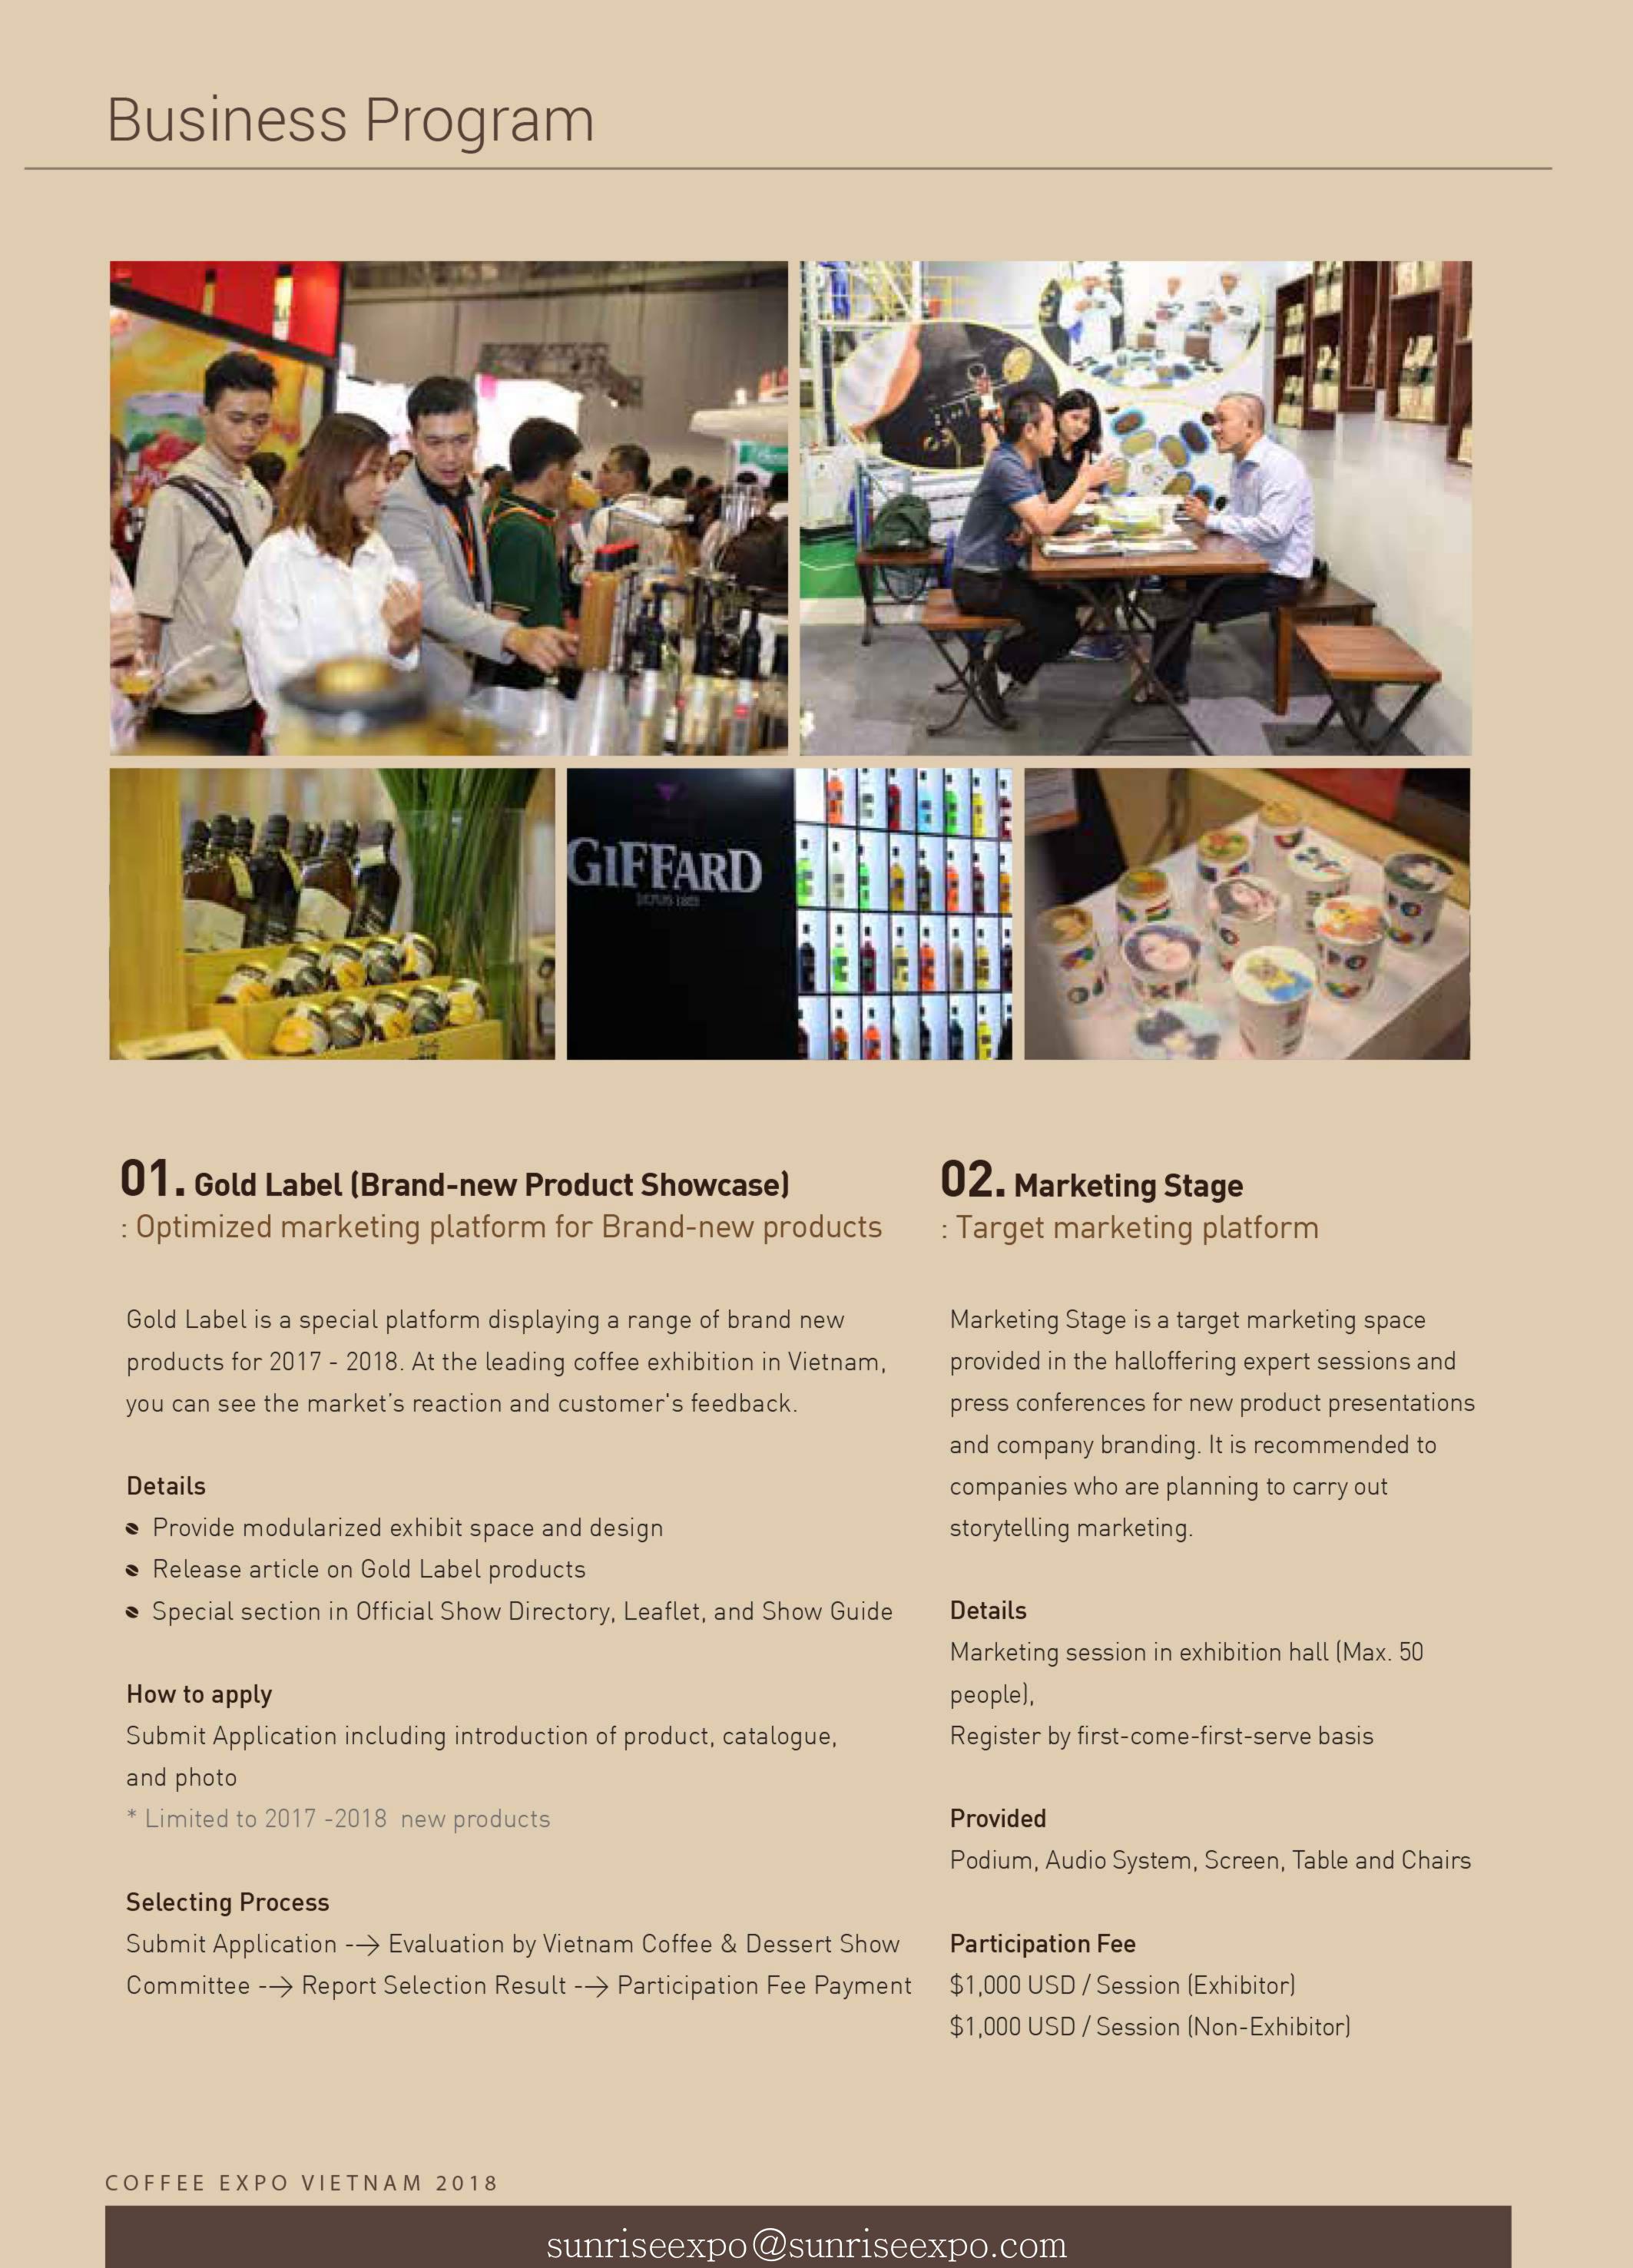 Business Program
GIFFARD
01. Gold Label (Brand-new Product Showcase)
: Optimized marketing platform for Brand-new products
Gold Label is a special platform displaying a range of brand new
products for 2017 - 2018. At the leading coffee exhibition in Vietnam,
you can see the market's reaction and customer's feedback.
Details
Provide modularized exhibit space and design
Release article on Gold Label products
Special section in Official Show Directory, Leaflet, and Show Guide
How to apply
Submit Application including introduction of product, catalogue,
and photo
* Limited to 2017 -2018 new products
Selecting Process
Submit Application --> Evaluation by Vietnam Coffee & Dessert Show
Committee --> Report Selection Result --> Participation Fee Payment
02. Marketing Stage
: Target marketing platform
Marketing Stage is a target marketing space
provided in the halloffering expert sessions and
press conferences for new product presentations
and company branding. It is recommended to
companies who are planning to carry out
storytelling marketing.
Details
Marketing session in exhibition hall (Max. 50
people),
Register by first-come-first-serve basis
Provided
Podium, Audio System, Screen, Table and Chairs
Participation Fee
$1,000 USD / Session (Exhibitor)
$1,000 USD / Session (Non-Exhibitor)
COFFEE EXPO VIETNAM 2018
sunriseexpo@sunriseexpo.com